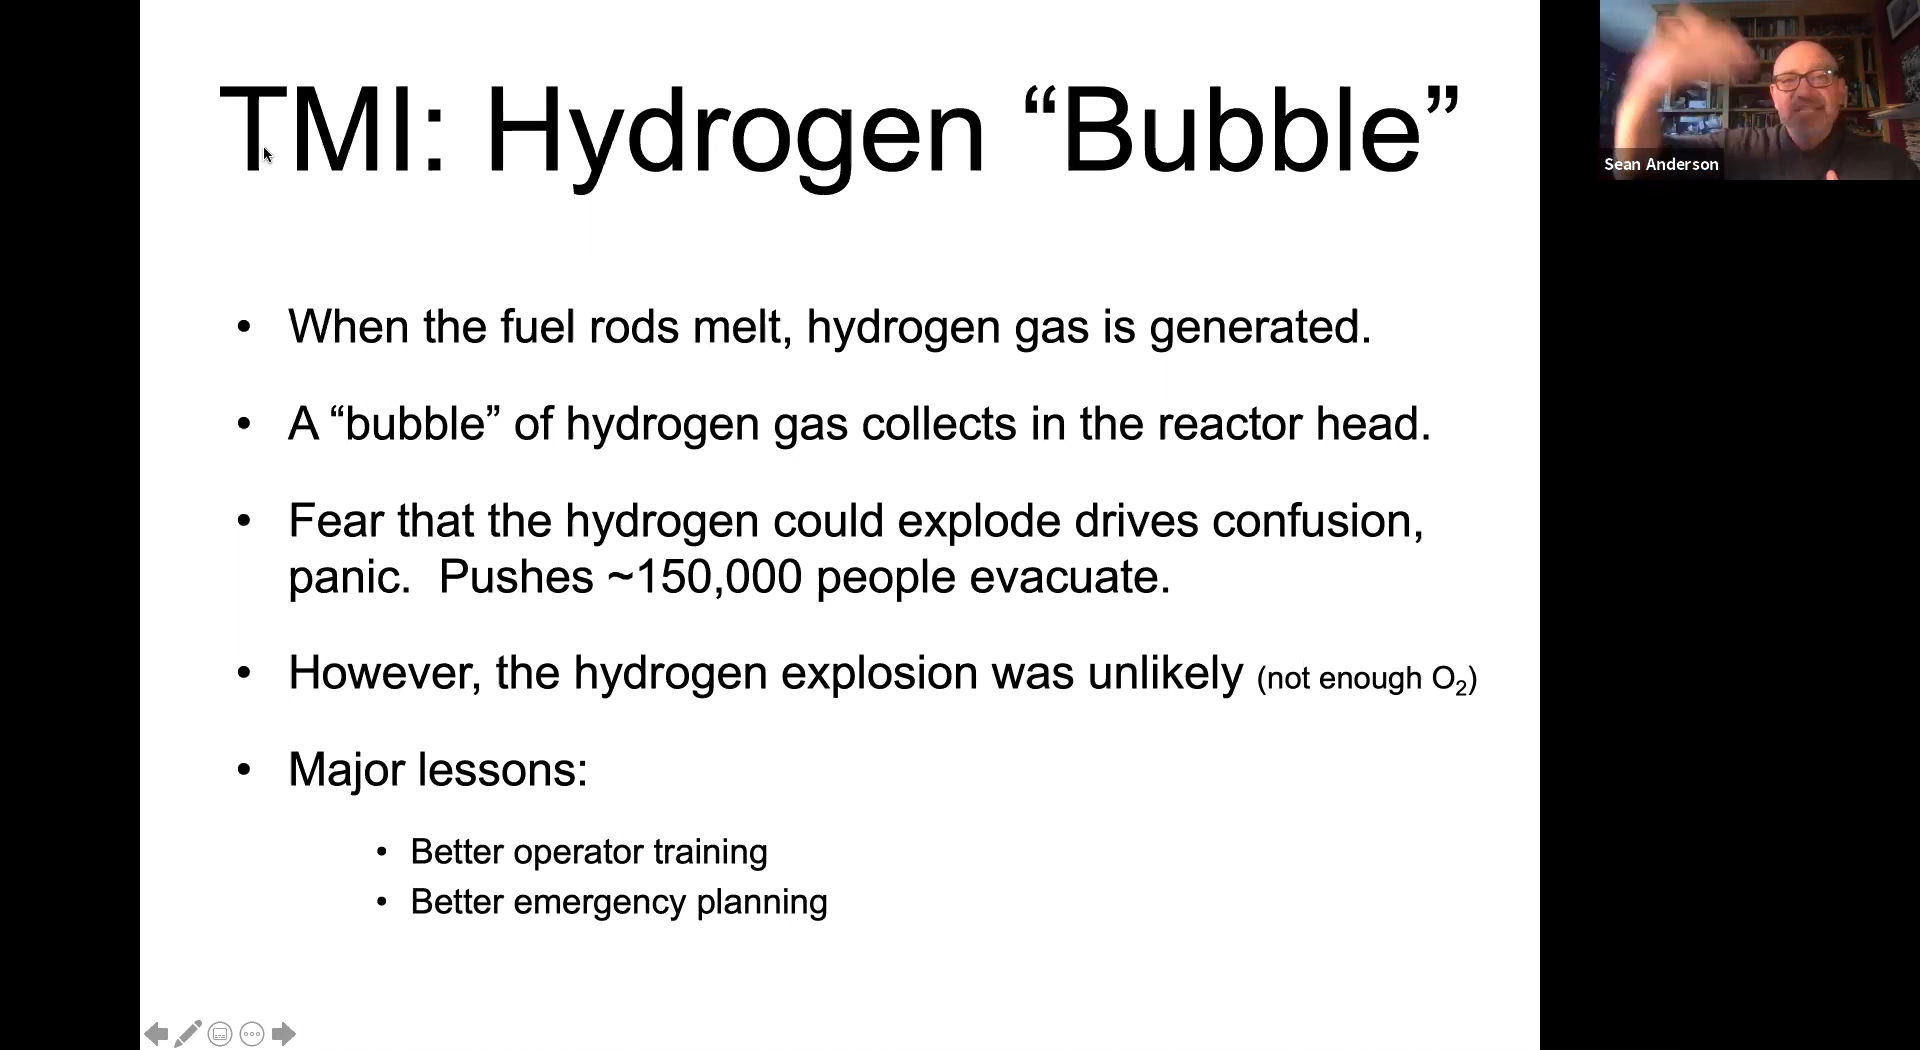 TMI: Hydrogen “Bubble”
• When the fuel rods melt, hydrogen gas is generated.
• A “bubble” of hydrogen gas collects in the reactor head.
• Fear that the hydrogen could explode drives confusion,
panic.  Pushes ~150,000 people evacuate.
• However, the hydrogen explosion was unlikely (not enough O₂)
• Major lessons:
• Better operator training
• Better emergency planning
Sean Anderson